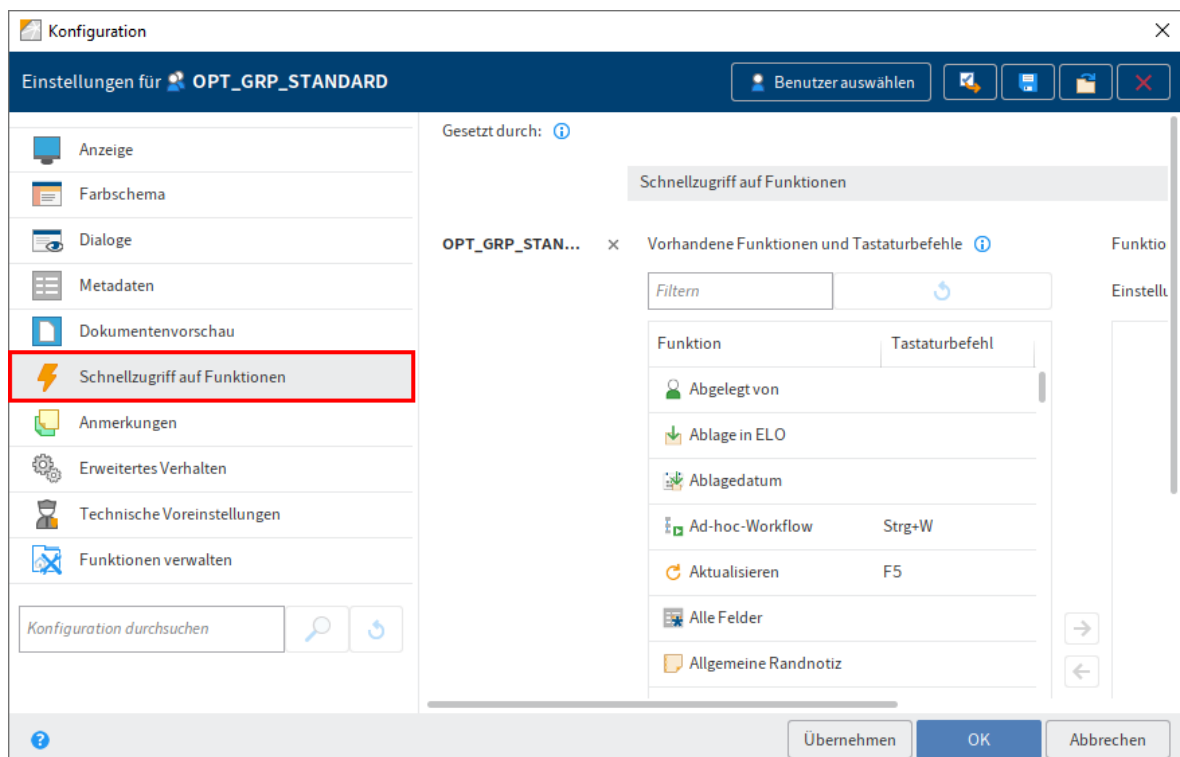 Konfiguration
Einstellungen für OPT_GRP_STANDARD
Benutzer auswählen
Anzeige
Farbschema
Dialoge
Metadaten
Dokumentenvorschau
Schnellzugriff auf Funktionen
Anmerkungen
Erweitertes Verhalten
Technische Voreinstellungen
Funktionen verwalten
Konfiguration durchsuchen
Gesetzt durch:
Schnellzugriff auf Funktionen
OPT_GRP_STAN...
Vorhandene Funktionen und Tastaturbefehle
Funktio
Filtern
Einstellu
Funktion Tastaturbefehl
Abgelegt von
Ablage in ELO
Ablagedatum
Ad-hoc-Workflow Strg+W
Aktualisieren F5
Alle Felder
Allgemeine Randnotiz
Übernehmen
OK
Abbrechen